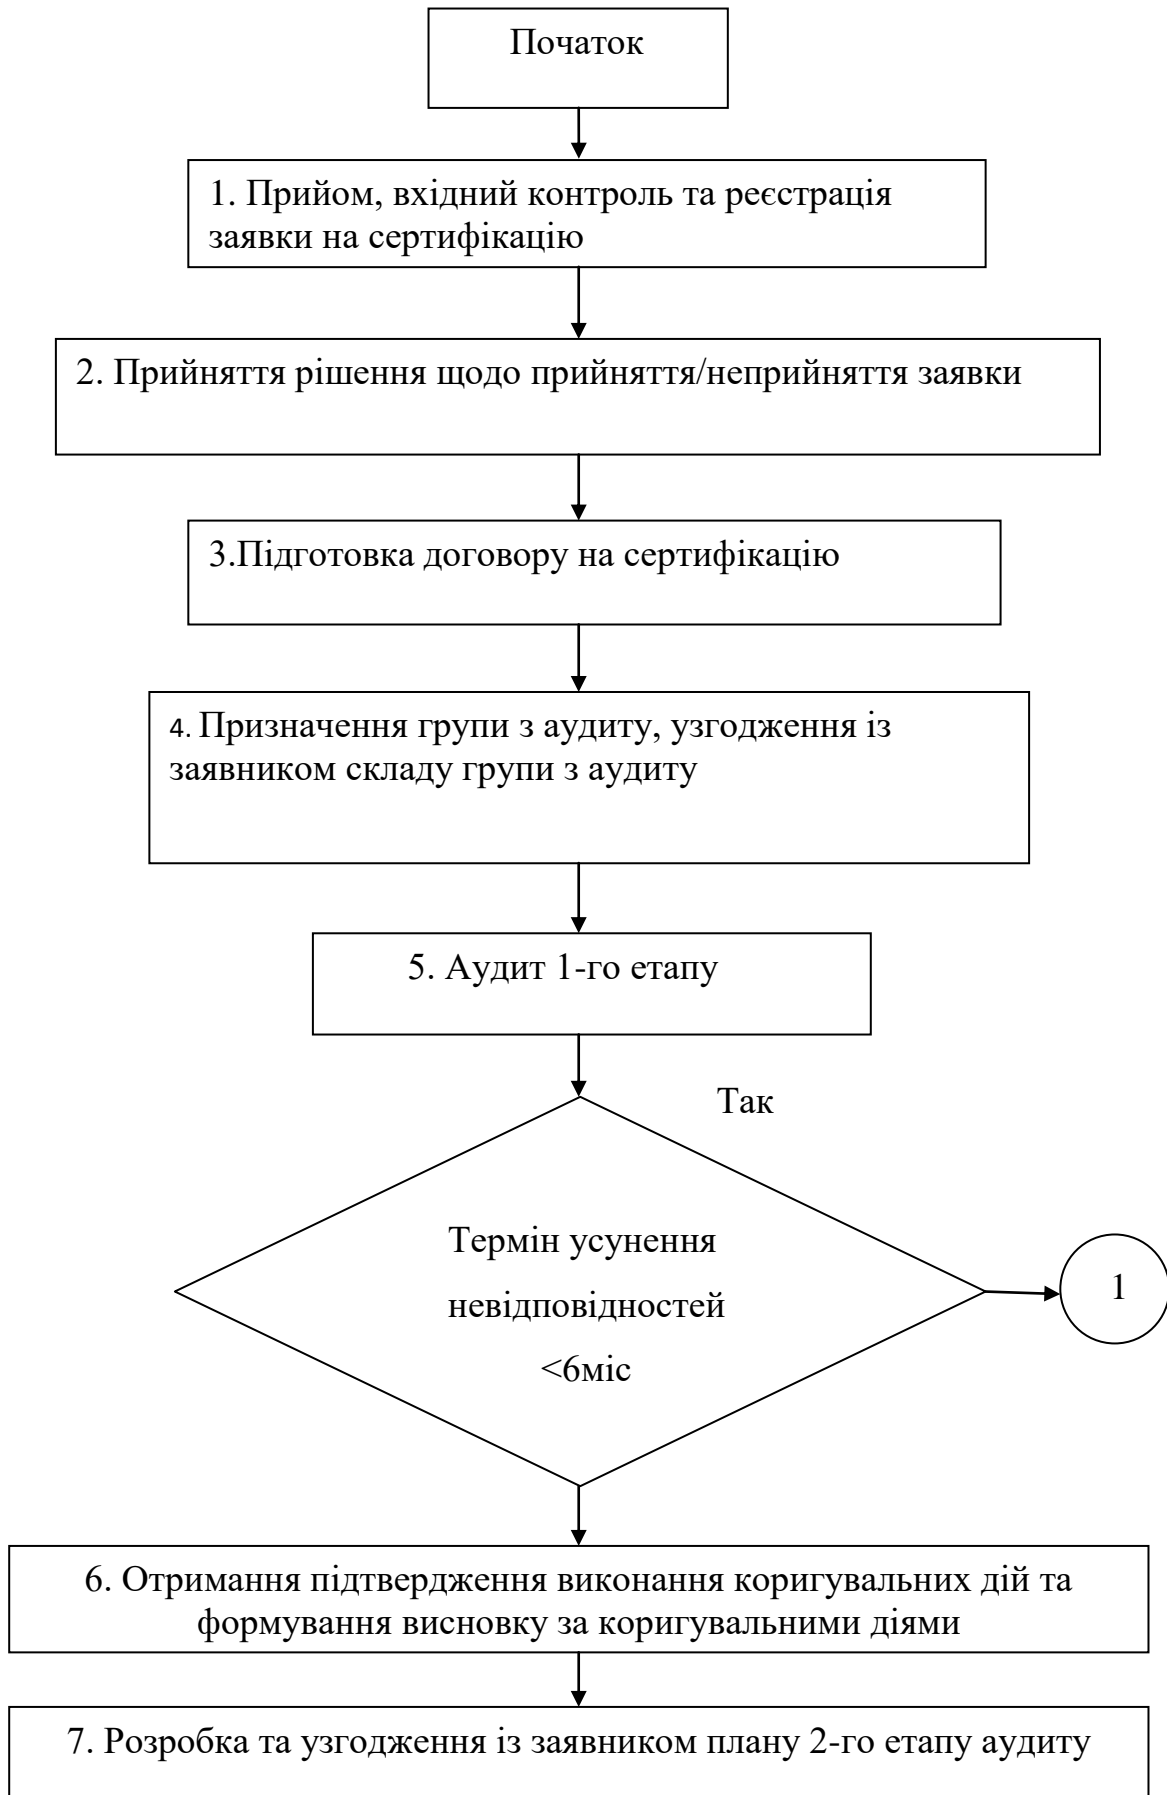 Початок
1. Прийом, вхідний контроль та реєстрація
заявки на сертифікацію
2. Прийняття рішення щодо прийняття/неприйняття заявки
3.Підготовка договору на сертифікацію
4. Призначення групи з аудиту, узгодження із
заявником складу групи з аудиту
5. Аудит 1-го етапу
Так
Термін усунення
невідповідностей
<6міс
1
6. Отримання підтвердження виконання коригувальних дій та
формування висновку за коригувальними діями
7. Розробка та узгодження із заявником плану 2-го етапу аудиту